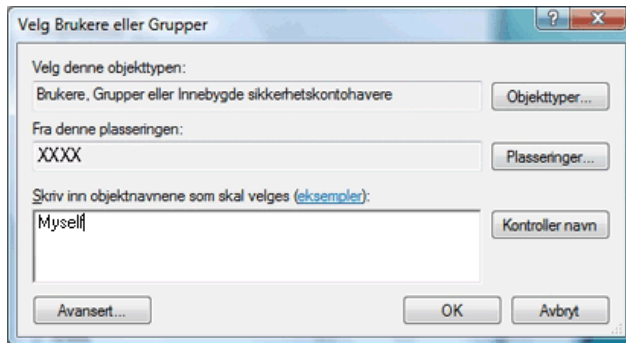 Velg Brukere eller Grupper
Velg denne objekttypen:
Brukere, Grupper eller Innebygde sikkerhetskontohavere
Objekttyper...
Fra denne plasseringen:
XXXX
Plasseringer...
Skriv inn objektnavnene som skal velges (eksempler):
Myself
Kontroller navn
Avansert...
OK
Avbryt